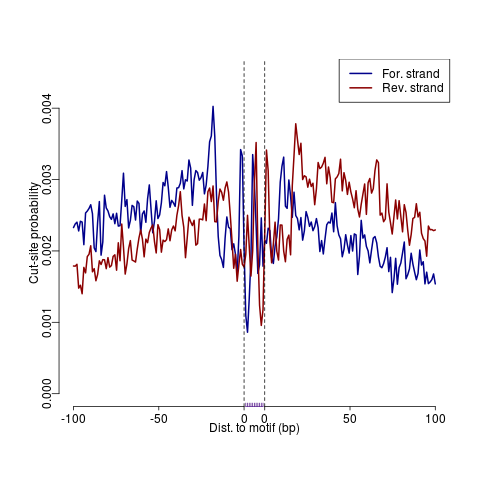 For. strand
Rev. strand
Cut-site probability
0.004
0.003
0.002
0.001
0.000
-100 -50 0 0 50 100
Dist. to motif (bp)